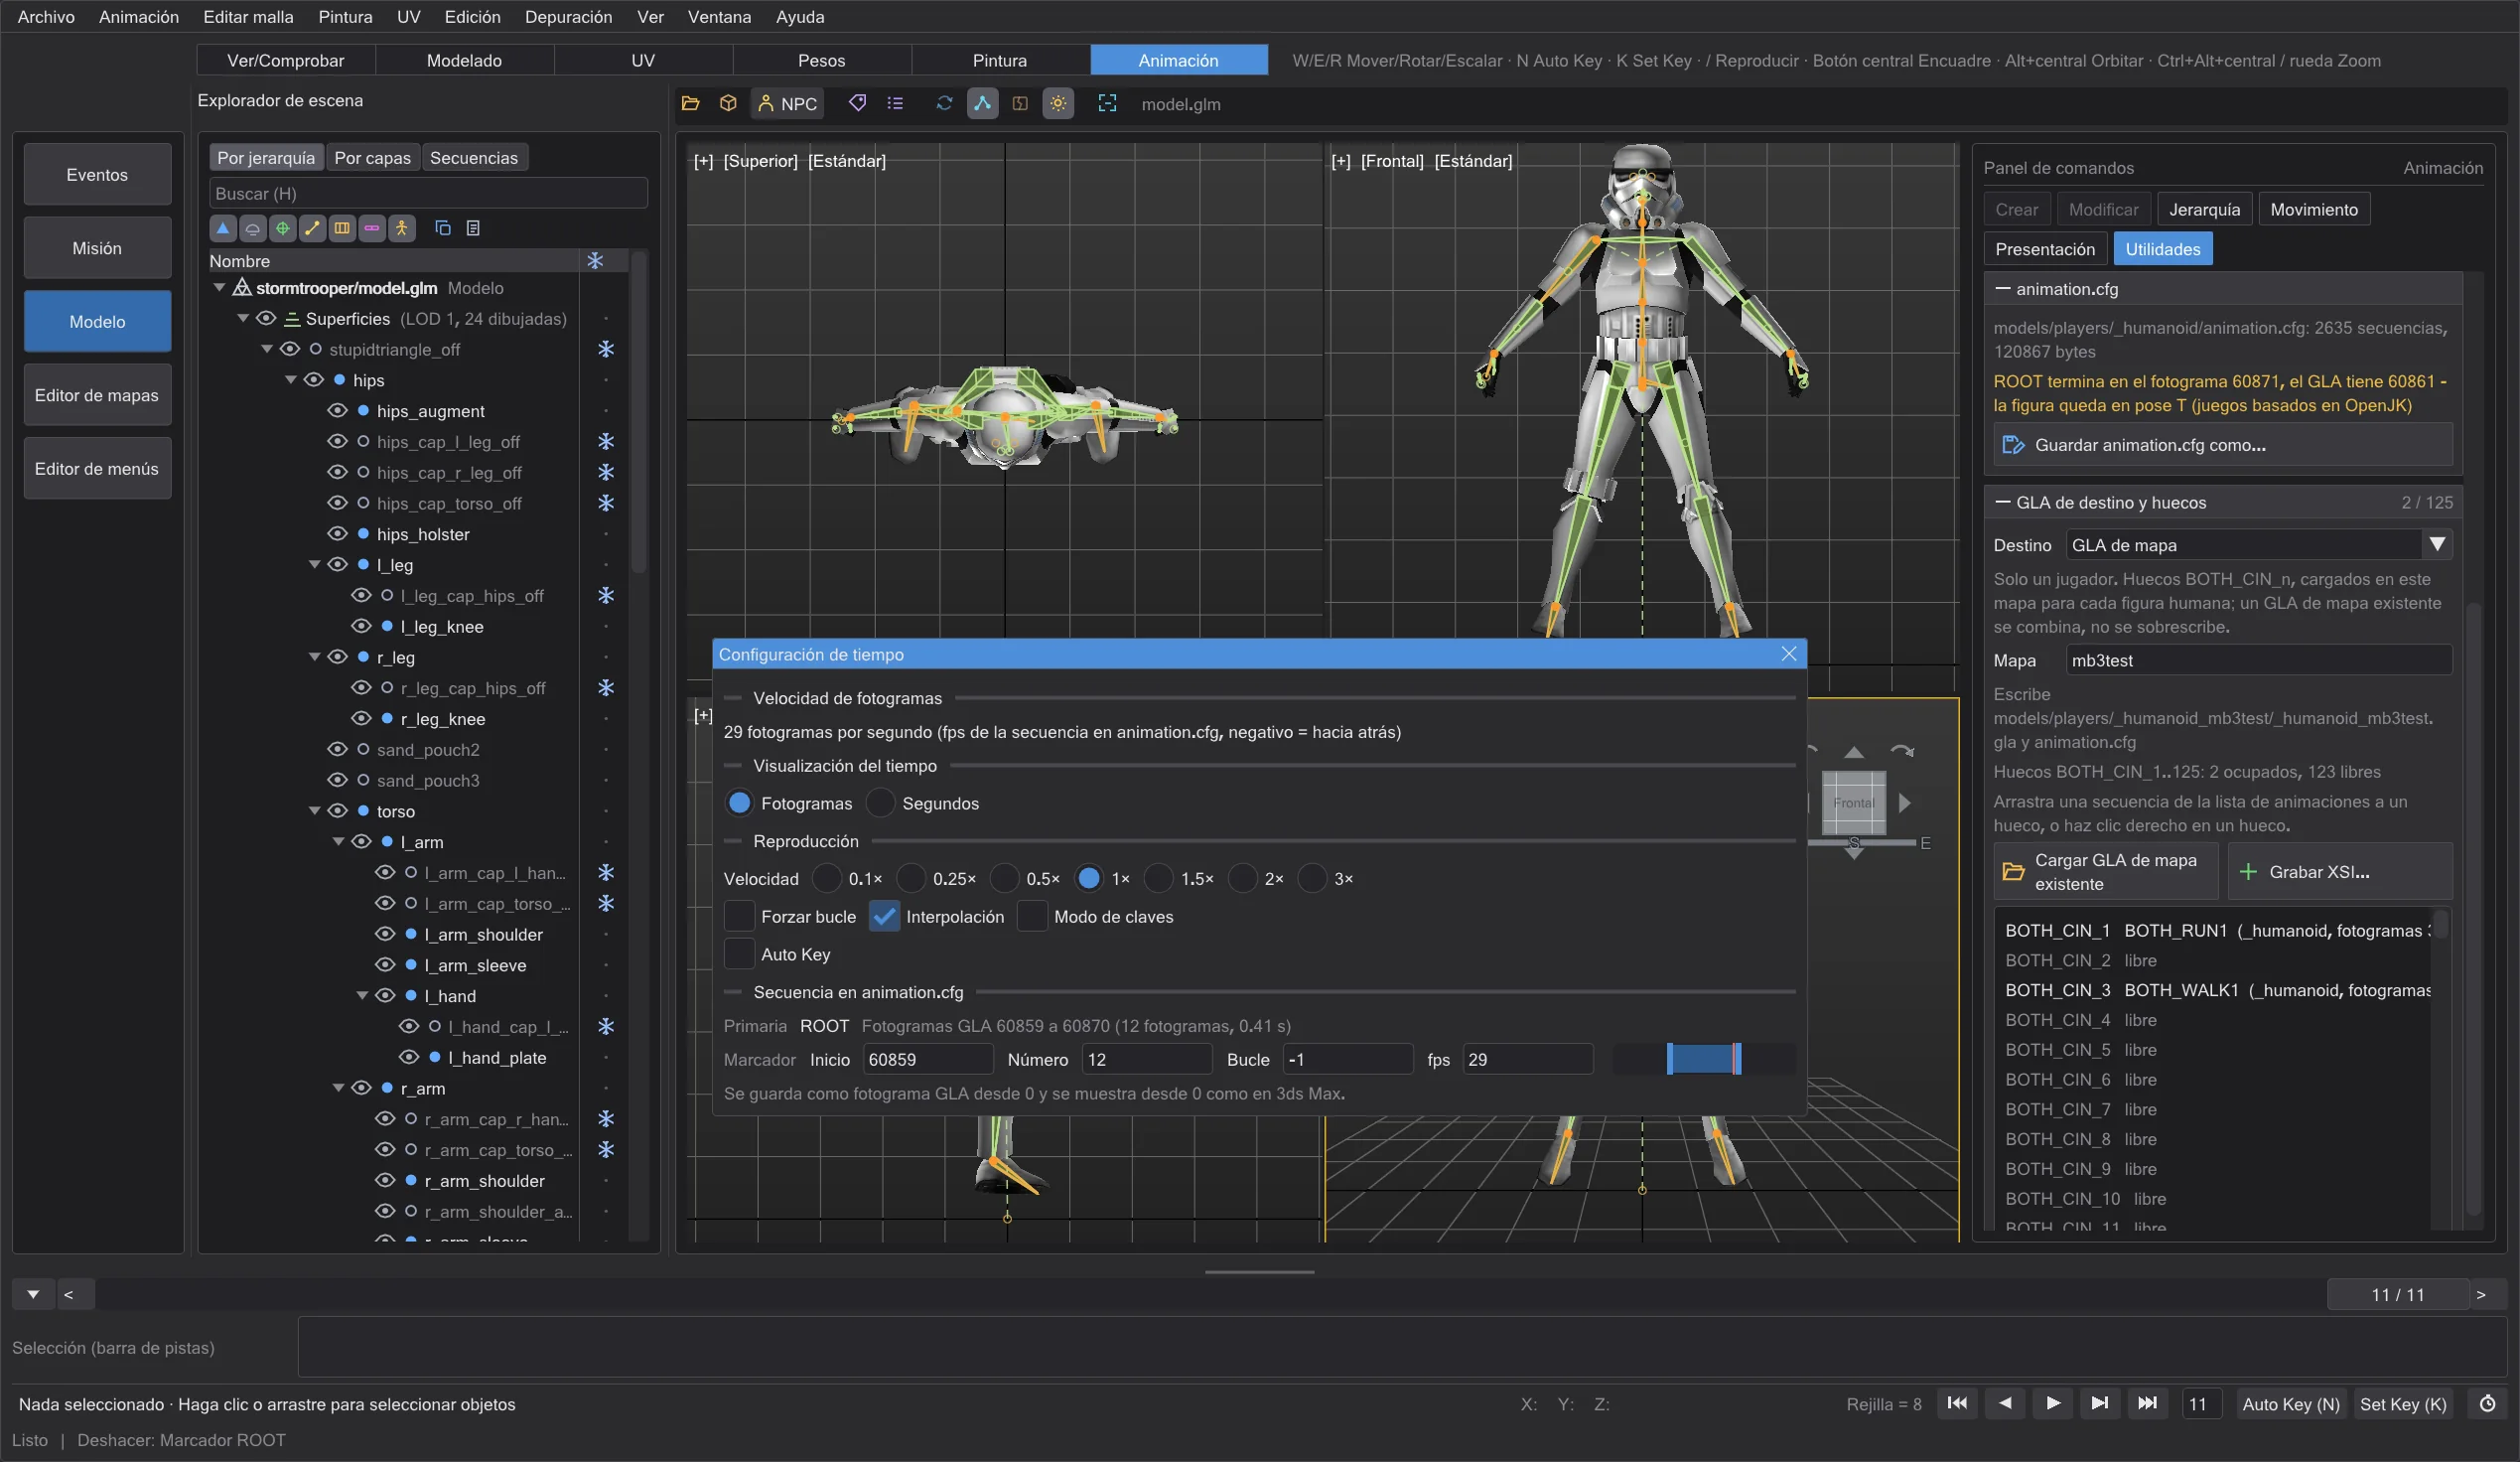 Archivo Animación Editar malla Pintura UV Edición Depuración Ver Ventana Ayuda
Ver/Comprobar Modelado UV Pesos Pintura Animación W/E/R Mover/Rotar/Escalar · N Auto Key · K Set Key · / Reproducir · Botón central Encuadre · Alt+central Orbitar · Ctrl+Alt+central / rueda Zoom
Explorador de escena
NPC model.glm
Eventos
Misión
Modelo
Editor de mapas
Editor de menús
Por jerarquía Por capas Secuencias
Buscar (H)
Nombre
stormtrooper/model.glm Modelo
Superficies (LOD 1, 24 dibujadas)
stupidtriangle_off
hips
hips_augment
hips_cap_l_leg_off
hips_cap_r_leg_off
hips_cap_torso_off
hips_holster
l_leg
l_leg_cap_hips_off
l_leg_knee
r_leg
r_leg_cap_hips_off
r_leg_knee
sand_pouch2
sand_pouch3
torso
l_arm
l_arm_cap_l_han...
l_arm_cap_torso_...
l_arm_shoulder
l_arm_sleeve
l_hand
l_hand_cap_l_...
l_hand_plate
r_arm
r_arm_cap_r_han...
r_arm_cap_torso_...
r_arm_shoulder
r_arm_shoulder_a...
r_arm_sleeve
[+] [Superior] [Estándar]
[+] [Frontal] [Estándar]
[+]
Frontal
S E
Configuración de tiempo
Velocidad de fotogramas
29 fotogramas por segundo (fps de la secuencia en animation.cfg, negativo = hacia atrás)
Visualización del tiempo
Fotogramas Segundos
Reproducción
Velocidad 0.1× 0.25× 0.5× 1× 1.5× 2× 3×
Forzar bucle Interpolación Modo de claves
Auto Key
Secuencia en animation.cfg
Primaria ROOT Fotogramas GLA 60859 a 60870 (12 fotogramas, 0.41 s)
Marcador Inicio 60859 Número 12 Bucle -1 fps 29
Se guarda como fotograma GLA desde 0 y se muestra desde 0 como en 3ds Max.
Panel de comandos Animación
Crear Modificar Jerarquía Movimiento
Presentación Utilidades
animation.cfg
models/players/_humanoid/animation.cfg: 2635 secuencias,
120867 bytes
ROOT termina en el fotograma 60871, el GLA tiene 60861 -
la figura queda en pose T (juegos basados en OpenJK)
Guardar animation.cfg como...
GLA de destino y huecos 2 / 125
Destino GLA de mapa
Solo un jugador. Huecos BOTH_CIN_n, cargados en este
mapa para cada figura humana; un GLA de mapa existente
se combina, no se sobrescribe.
Mapa mb3test
Escribe
models/players/_humanoid_mb3test/_humanoid_mb3test.
gla y animation.cfg
Huecos BOTH_CIN_1..125: 2 ocupados, 123 libres
Arrastra una secuencia de la lista de animaciones a un
hueco, o haz clic derecho en un hueco.
Cargar GLA de mapa
existente
Grabar XSI...
BOTH_CIN_1 BOTH_RUN1 (_humanoid, fotogramas
BOTH_CIN_2 libre
BOTH_CIN_3 BOTH_WALK1 (_humanoid, fotogramas
BOTH_CIN_4 libre
BOTH_CIN_5 libre
BOTH_CIN_6 libre
BOTH_CIN_7 libre
BOTH_CIN_8 libre
BOTH_CIN_9 libre
BOTH_CIN_10 libre
BOTH_CIN_11 libre
< 11 / 11 >
Selección (barra de pistas)
Nada seleccionado · Haga clic o arrastre para seleccionar objetos X: Y: Z: Rejilla = 8 11 Auto Key (N) Set Key (K)
Listo | Deshacer: Marcador ROOT